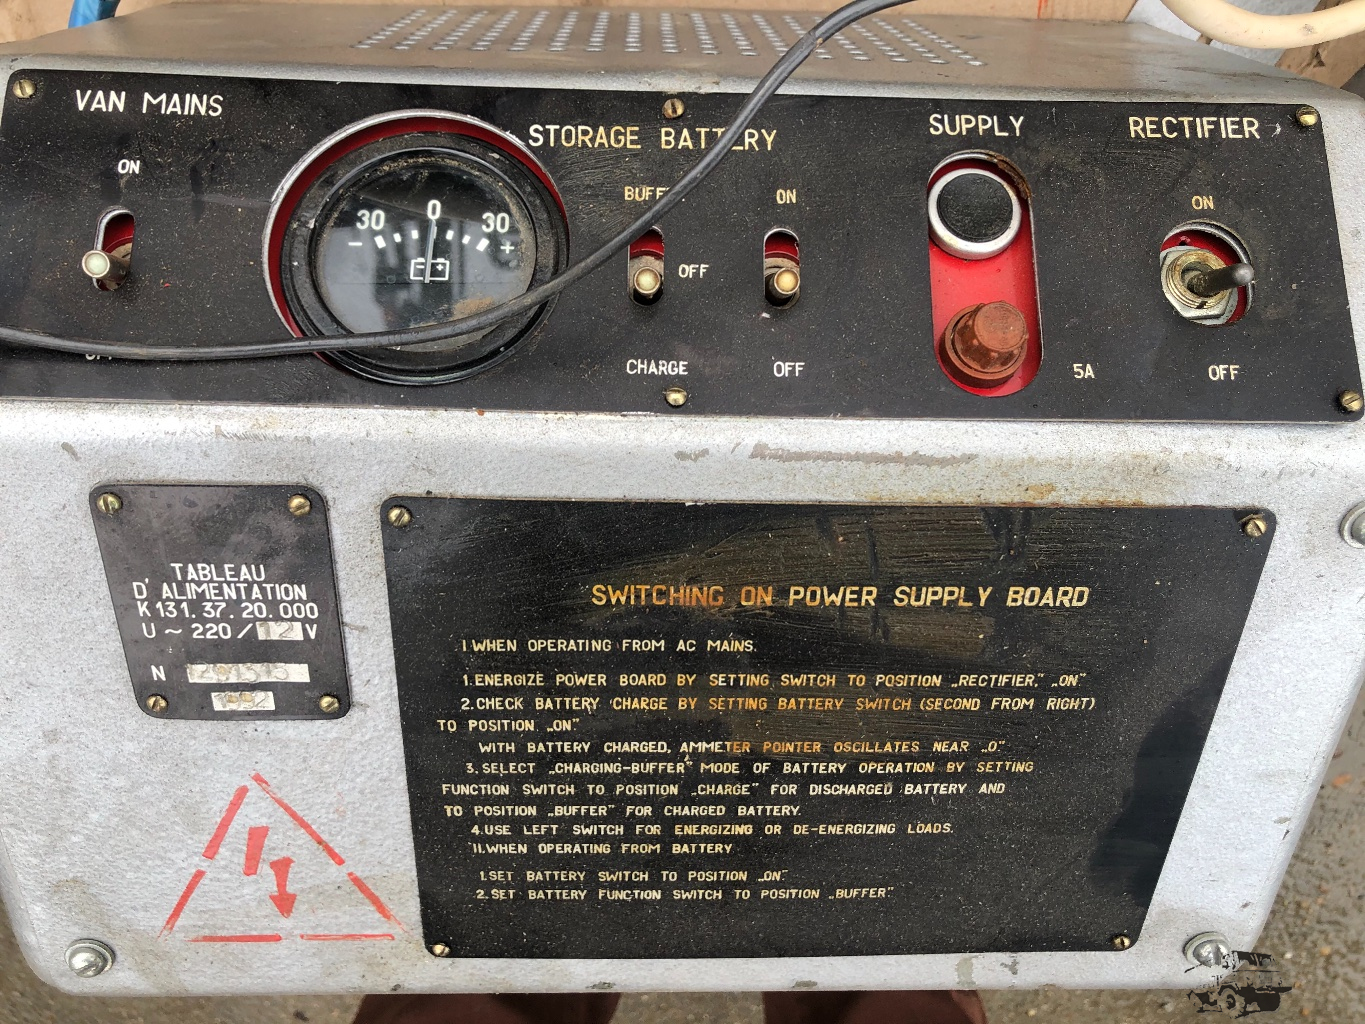 VAN MAINS
STORAGE BATTERY
SUPPLY
RECTIFIER
ON
ON
ON
30 0 30
- +
OFF
CHARGE
OFF
5A
OFF
TABLEAU
D'ALIMENTATION
K 131.37.20.000
U ~ 220/12 V
N
1992
SWITCHING ON POWER SUPPLY BOARD
I.WHEN OPERATING FROM AC MAINS.
1.ENERGIZE POWER BOARD BY SETTING SWITCH TO POSITION „RECTIFIER,” „ON”
2.CHECK BATTERY CHARGE BY SETTING BATTERY SWITCH (SECOND FROM RIGHT)
TO POSITION „ON”.
WITH BATTERY CHARGED, AMMETER POINTER OSCILLATES NEAR „O”.
3.SELECT „CHARGING-BUFFER” MODE OF BATTERY OPERATION BY SETTING
FUNCTION SWITCH TO POSITION „CHARGE” FOR DISCHARGED BATTERY AND
TO POSITION „BUFFER” FOR CHARGED BATTERY.
4.USE LEFT SWITCH FOR ENERGIZING OR DE-ENERGIZING LOADS.
II.WHEN OPERATING FROM BATTERY
1.SET BATTERY SWITCH TO POSITION „ON”.
2.SET BATTERY FUNCTION SWITCH TO POSITION „BUFFER”.